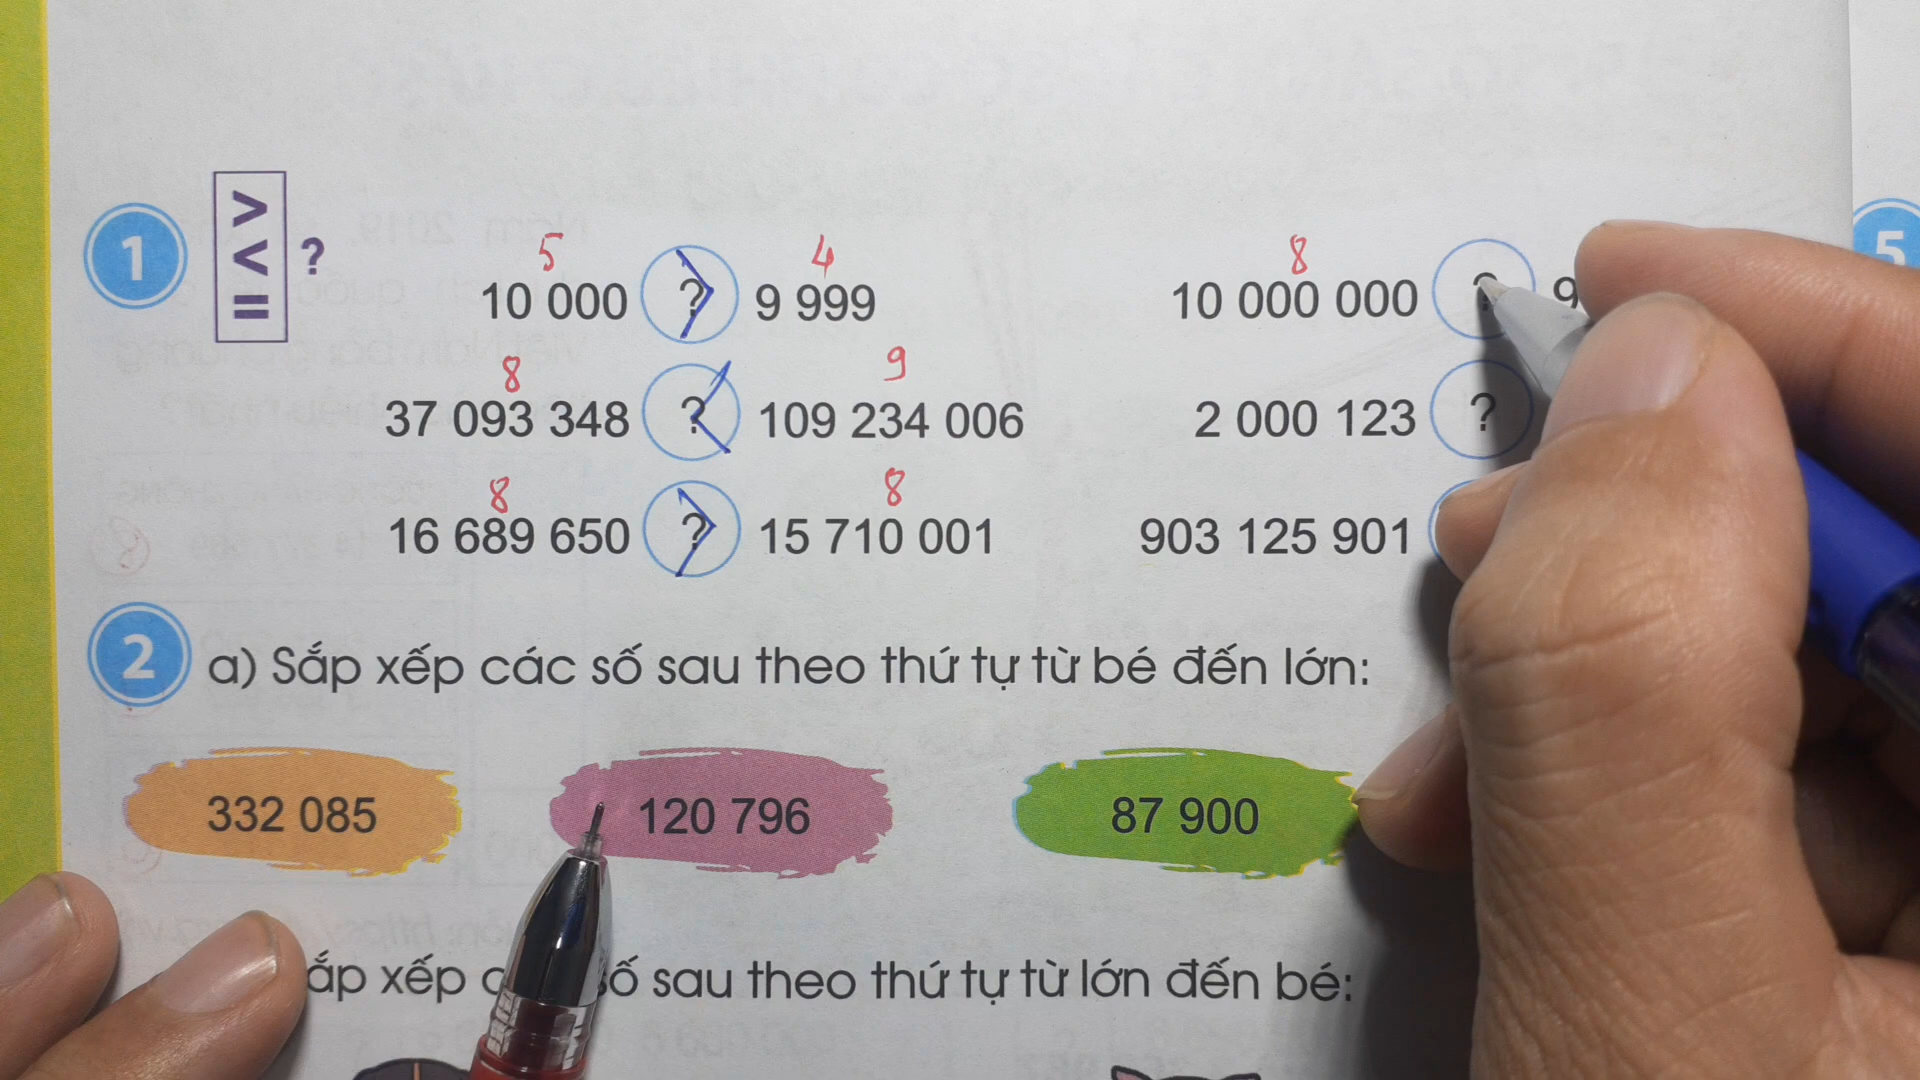 1 > < = ?
5 4 8
10 000 > 9 999 10 000 000 ? 9
8 9
37 093 348 < 109 234 006 2 000 123 ?
8 8
16 689 650 > 15 710 001 903 125 901
5
2 a) Sắp xếp các số sau theo thứ tự từ bé đến lớn:
332 085 120 796 87 900
ắp xếp c số sau theo thứ tự từ lớn đến bé: